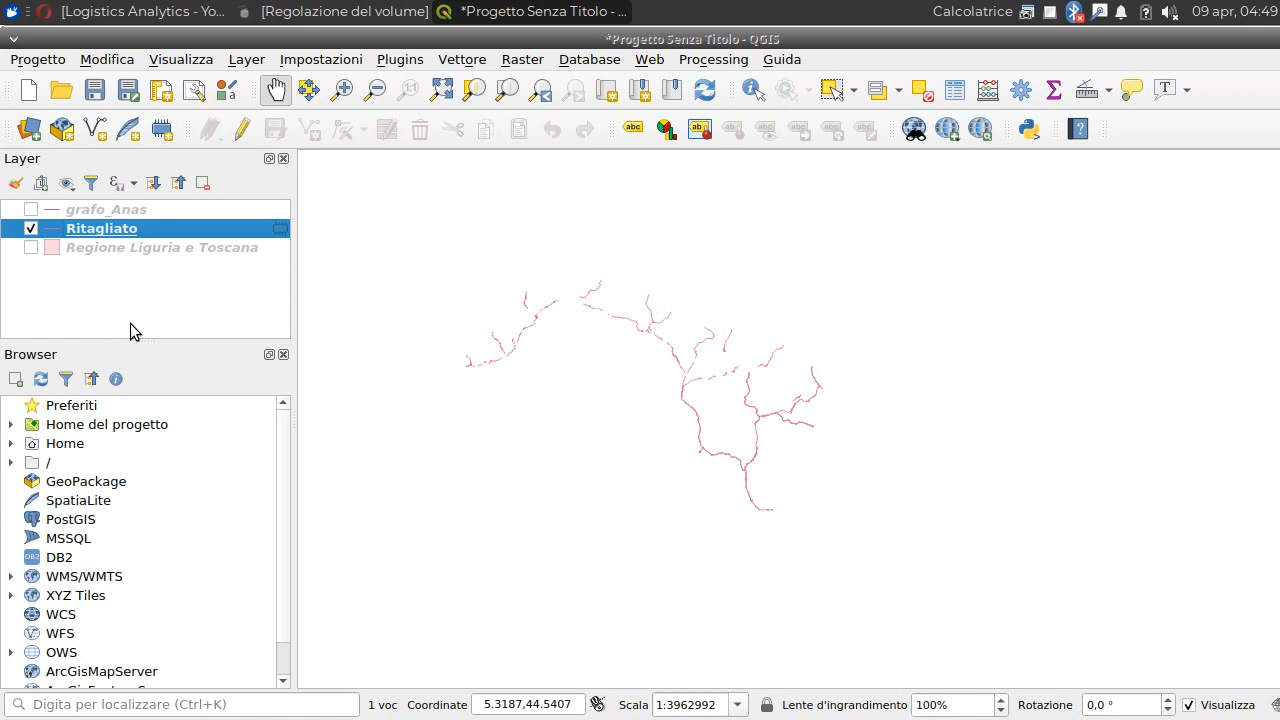 [Logistics Analytics - Yo...
[Regolazione del volume]
*Progetto Senza Titolo - ...
Calcolatrice
09 apr, 04:49
*Progetto Senza Titolo - QGIS
Progetto Modifica Visualizza Layer Impostazioni Plugins Vettore Raster Database Web Processing Guida
Layer
grafo_Anas
Ritagliato
Regione Liguria e Toscana
Browser
Preferiti
Home del progetto
Home
/
GeoPackage
SpatiaLite
PostGIS
MSSQL
DB2
WMS/WMTS
XYZ Tiles
WCS
WFS
OWS
ArcGisMapServer
Digita per localizzare (Ctrl+K)
1 voc Coordinate 5.3187,44.5407 Scala 1:3962992 Lente d'ingrandimento 100% Rotazione 0,0 ° Visualizza